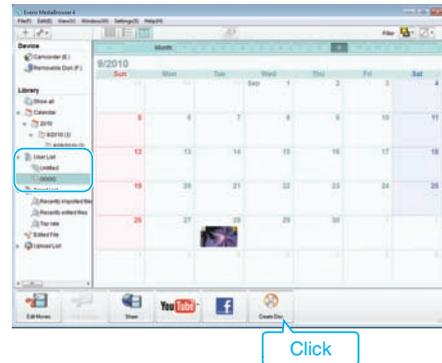 Everio MediaBrowser 4
File(F) Edit(E) View(V) Window(W) Settings(S) Help(H)
Filter
Device
Camcorder (E:)
Removable Disk (F:)
Library
Show all
Calendar
2010
9/2010 (3)
User List
Untitled
Recently imported files
Recently edited files
Top rate
Edited File
Upload List
Month
9/2010
Sun Mon Tue Wed Thu Fri Sat
Sep 1 2 3 4
5 6 7 8 9 10 11
12 13 14 15 16 17 18
19 20 21 22 23 24 25
26 27 28 29 30
Edit Movies
Share
YouTube
f
Create Disc
Click